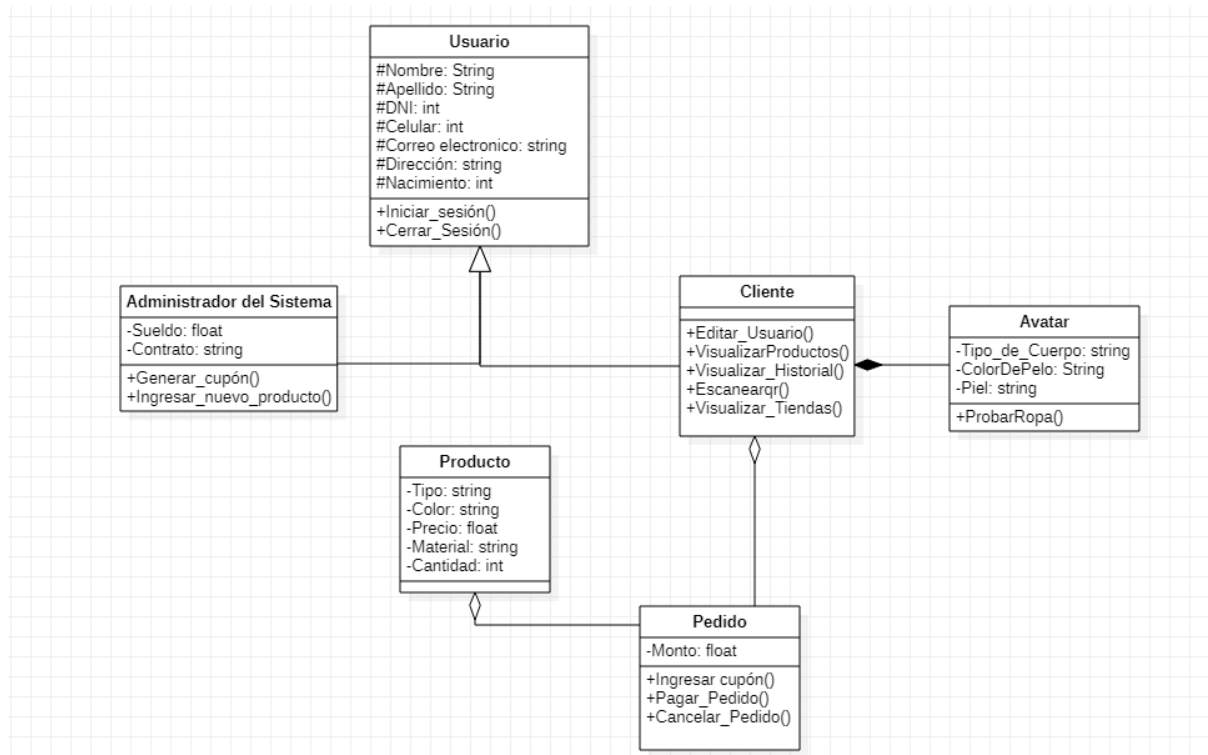 Usuario
#Nombre: String
#Apellido: String
#DNI: int
#Celular: int
#Correo electronico: string
#Dirección: string
#Nacimiento: int
+Iniciar_sesión()
+Cerrar_Sesión()
Administrador del Sistema
-Sueldo: float
-Contrato: string
+Generar_cupón()
+Ingresar_nuevo_producto()
Cliente
+Editar_Usuario()
+VisualizarProductos()
+Visualizar_Historial()
+Escanearqr()
+Visualizar_Tiendas()
Avatar
-Tipo_de_Cuerpo: string
-ColorDePelo: String
-Piel: string
+ProbarRopa()
Producto
-Tipo: string
-Color: string
-Precio: float
-Material: string
-Cantidad: int
Pedido
-Monto: float
+Ingresar cupón()
+Pagar_Pedido()
+Cancelar_Pedido()